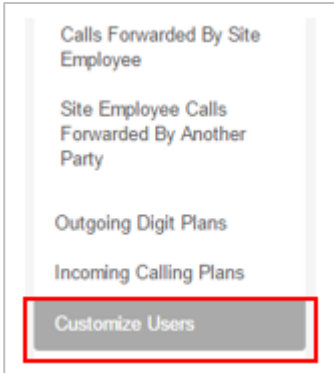 Calls Forwarded By Site
Employee
Site Employee Calls
Forwarded By Another
Party
Outgoing Digit Plans
Incoming Calling Plans
Customize Users